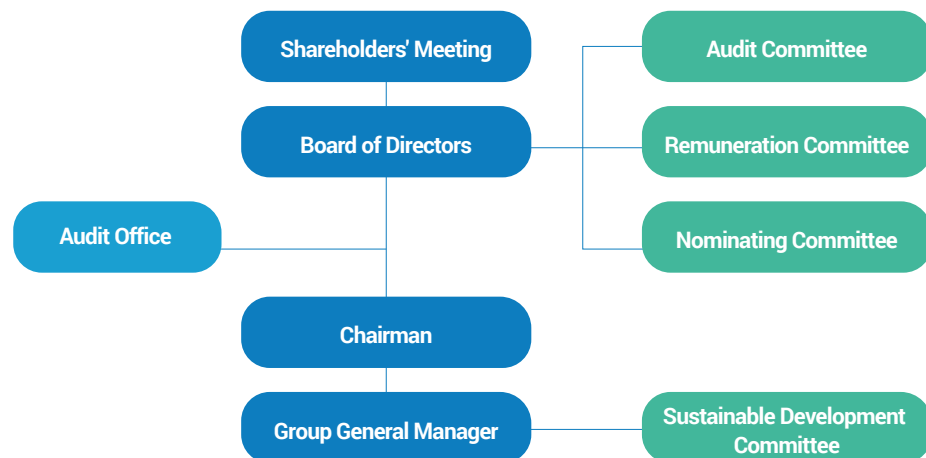 Shareholders' Meeting
Audit Committee
Board of Directors
Remuneration Committee
Audit Office
Nominating Committee
Chairman
Group General Manager
Sustainable Development
Committee